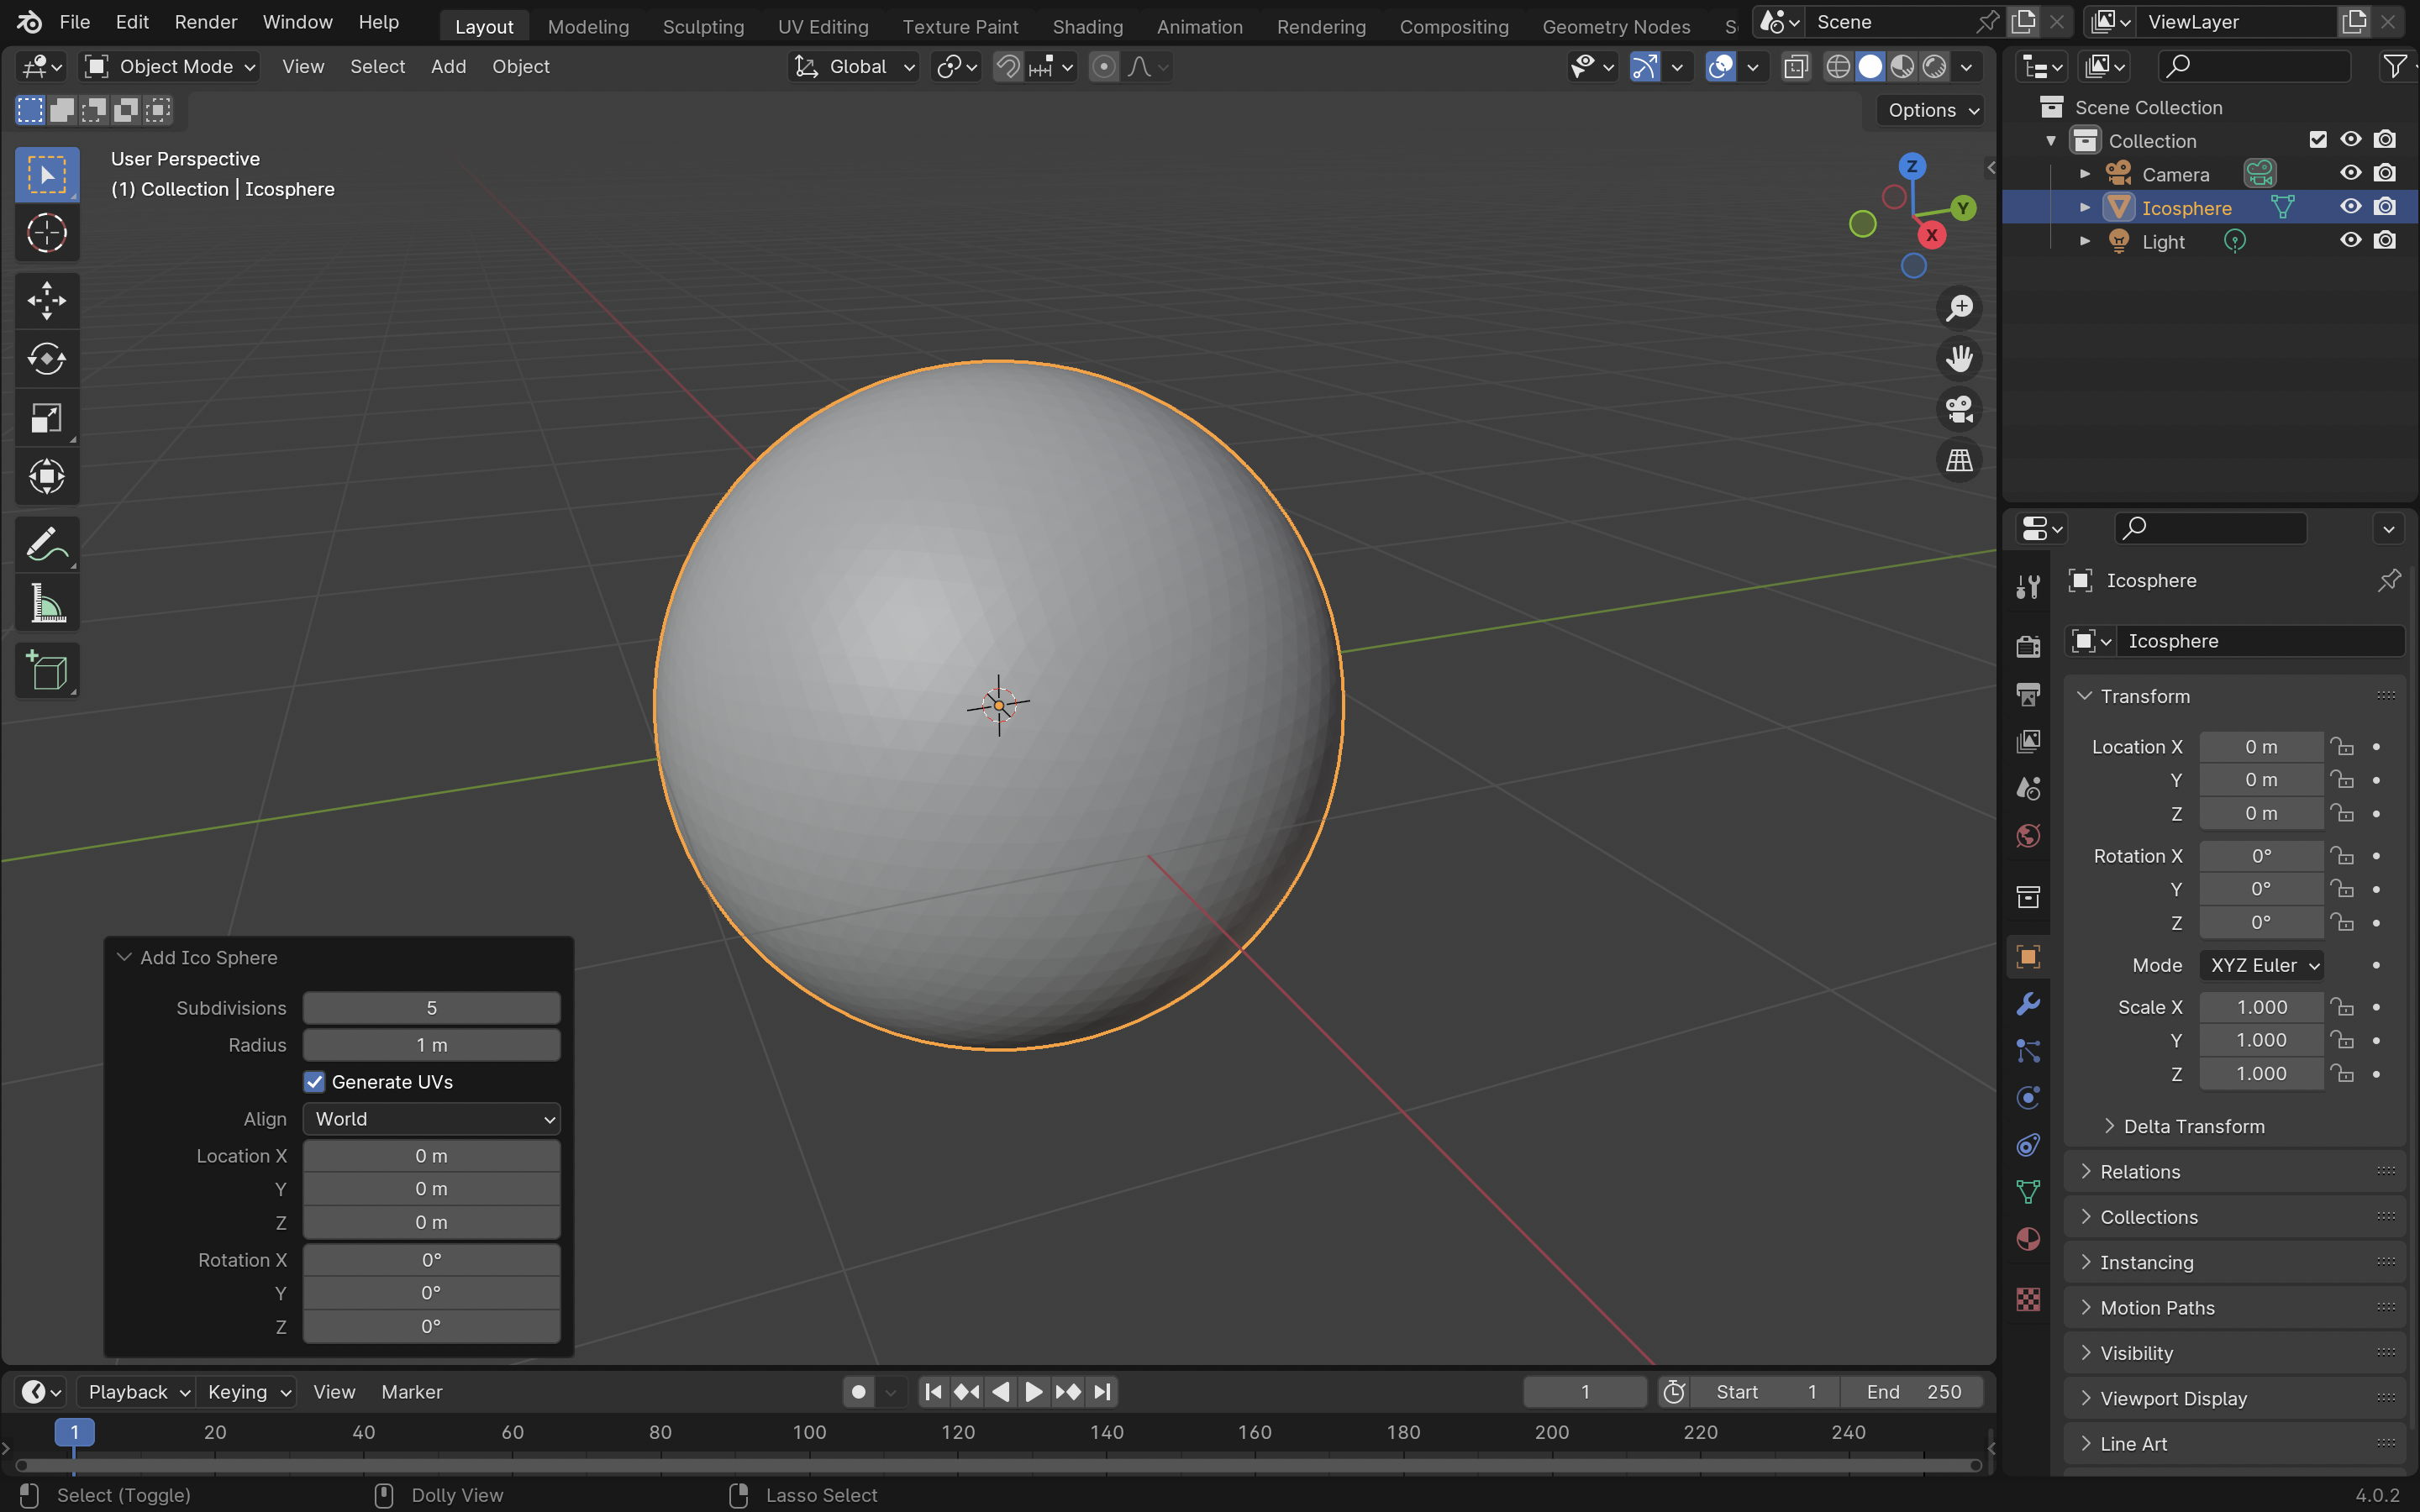 File Edit Render Window Help Layout Modeling Sculpting UV Editing Texture Paint Shading Animation Rendering Compositing Geometry Nodes Scene ViewLayer
Object Mode View Select Add Object Global
Options
User Perspective
(1) Collection | Icosphere
Z
Y
X
Add Ico Sphere
Subdivisions 5
Radius 1 m
Generate UVs
Align World
Location X 0 m
Y 0 m
Z 0 m
Rotation X 0°
Y 0°
Z 0°
Scene Collection
Collection
Camera
Icosphere
Light
Icosphere
Icosphere
Transform
Location X 0 m
Y 0 m
Z 0 m
Rotation X 0°
Y 0°
Z 0°
Mode XYZ Euler
Scale X 1.000
Y 1.000
Z 1.000
Delta Transform
Relations
Collections
Instancing
Motion Paths
Visibility
Viewport Display
Line Art
Playback Keying View Marker 1 Start 1 End 250
1 20 40 60 80 100 120 140 160 180 200 220 240
Select (Toggle) Dolly View Lasso Select 4.0.2